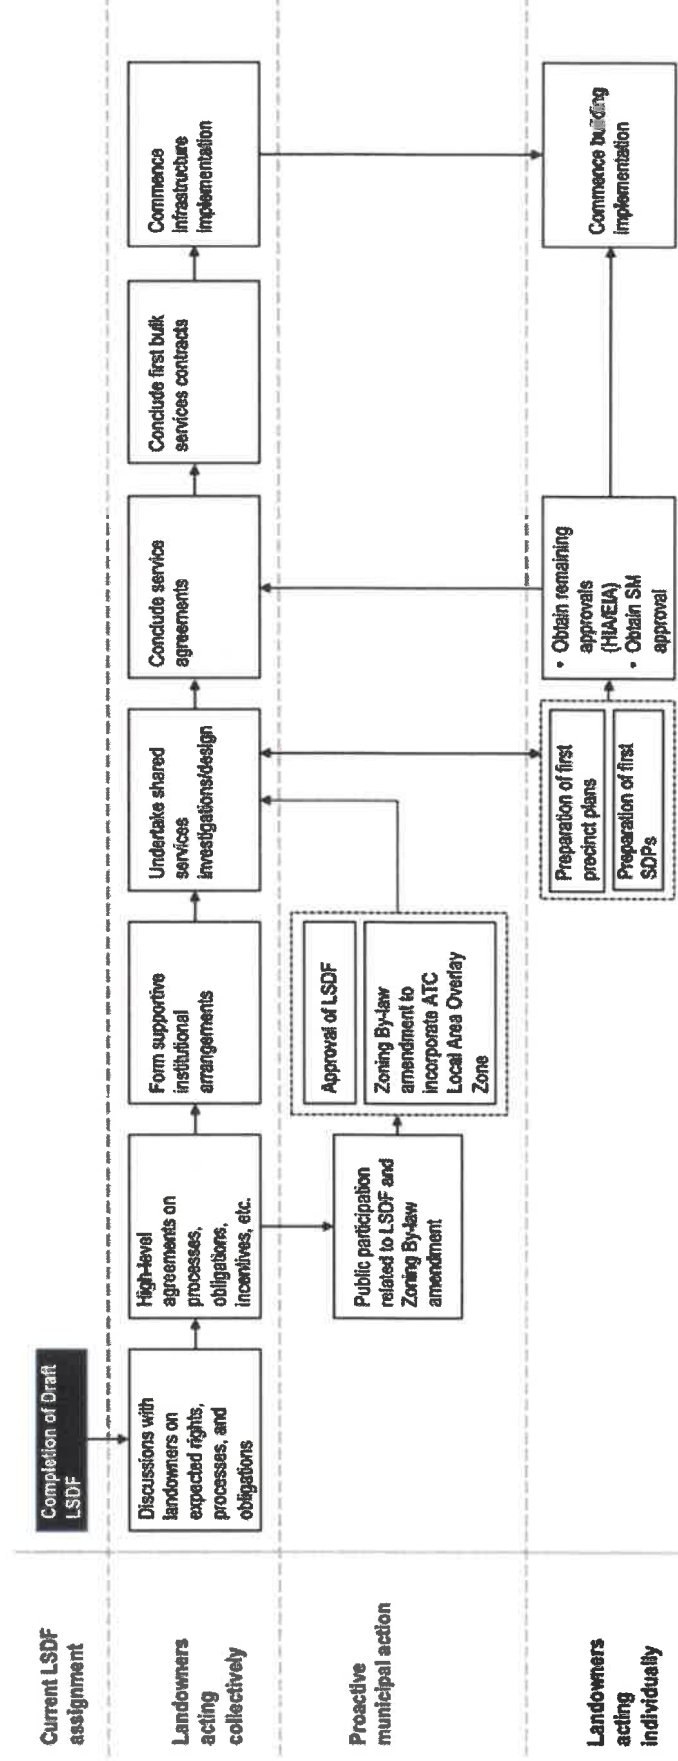 Current LSDF
assignment
Completion of Draft
LSDF
Landowners
acting
collectively
Discussions with
landowners on
expected rights,
processes, and
obligations
High-level
agreements on
processes,
obligations,
incentives, etc.
Form supportive
institutional
arrangements
Undertake shared
services
investigations/design
Conclude service
agreements
Conclude first bulk
services contracts
Commence
infrastructure
implementation
Proactive
municipal action
Public participation
related to LSDF and
Zoning By-law
amendment
Approval of LSDF
Zoning By-law
amendment to
incorporate ATC
Local Area Overlay
Zone
Landowners
acting
individually
Preparation of first
precinct plans
Preparation of first
SDPs
• Obtain remaining
approvals
(HIA/EIA)
• Obtain SM
approval
Commence building
implementation